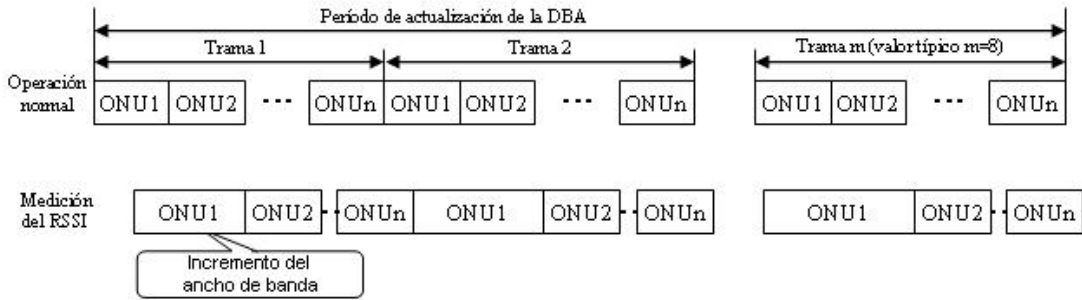 Período de actualización de la DBA
Trama 1 Trama 2 Trama m (valor típico m=8)
Operación normal
ONU1 ONU2 ONUn ONU1 ONU2 ONUn ONU1 ONU2 ONUn
Medición del RSSI
ONU1 ONU2 ONUn ONU1 ONU2 ONUn ONU1 ONU2 ONUn
Incremento del
ancho de banda